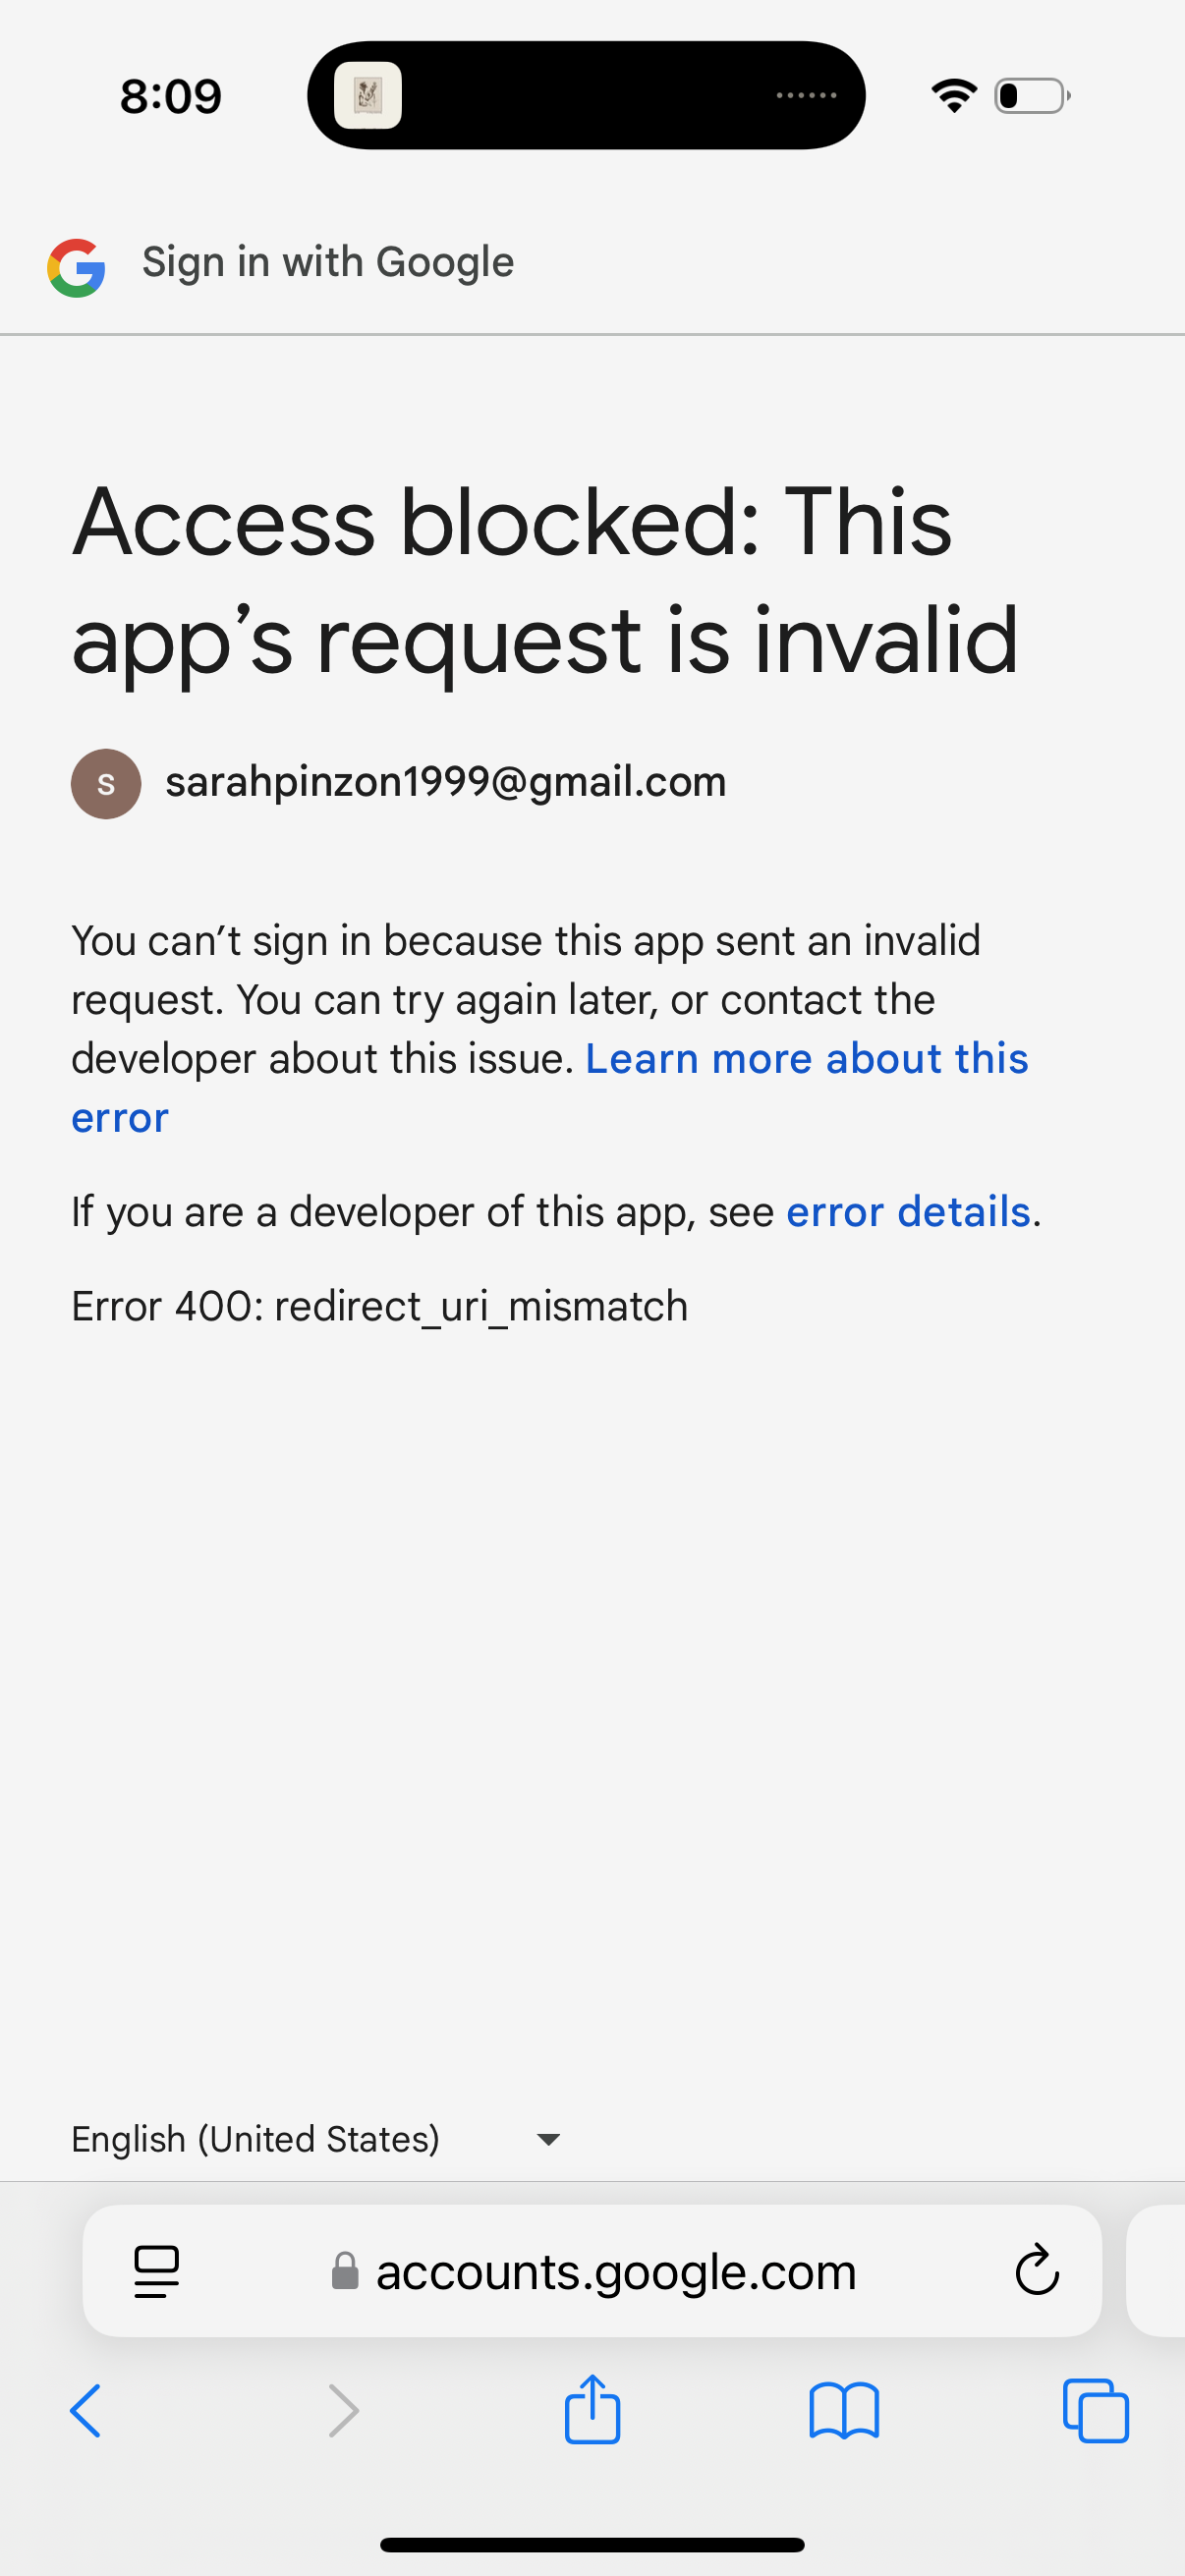 8:09
Sign in with Google
Access blocked: This
app’s request is invalid
S
sarahpinzon1999@gmail.com
You can’t sign in because this app sent an invalid
request. You can try again later, or contact the
developer about this issue. Learn more about this
error
If you are a developer of this app, see error details.
Error 400: redirect_uri_mismatch
English (United States)
accounts.google.com